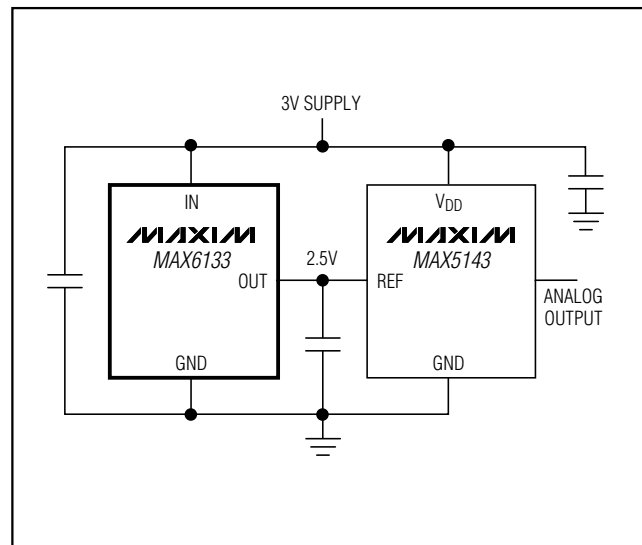 3V SUPPLY
IN
MAXIM
MAX6133
OUT
GND
2.5V
VDD
MAXIM
MAX5143
REF
GND
ANALOG
OUTPUT